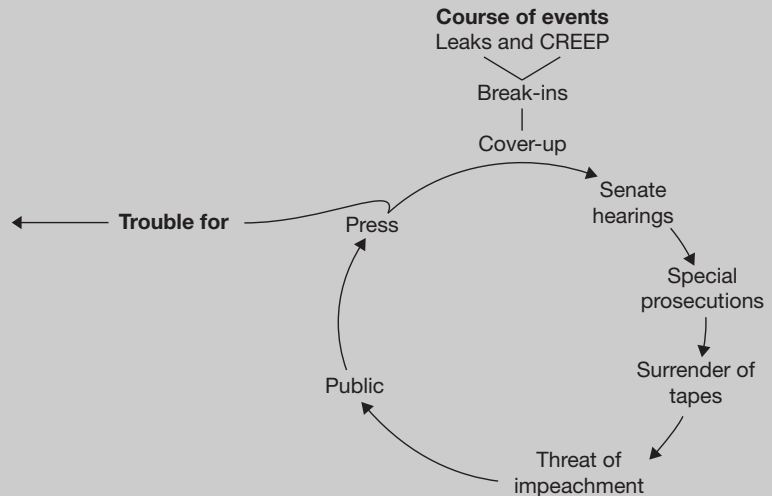 Course of events
Leaks and CREEP
Break-ins
Cover-up
Senate
hearings
Special
prosecutions
Surrender of
tapes
Threat of
impeachment
Public
Press
Trouble for